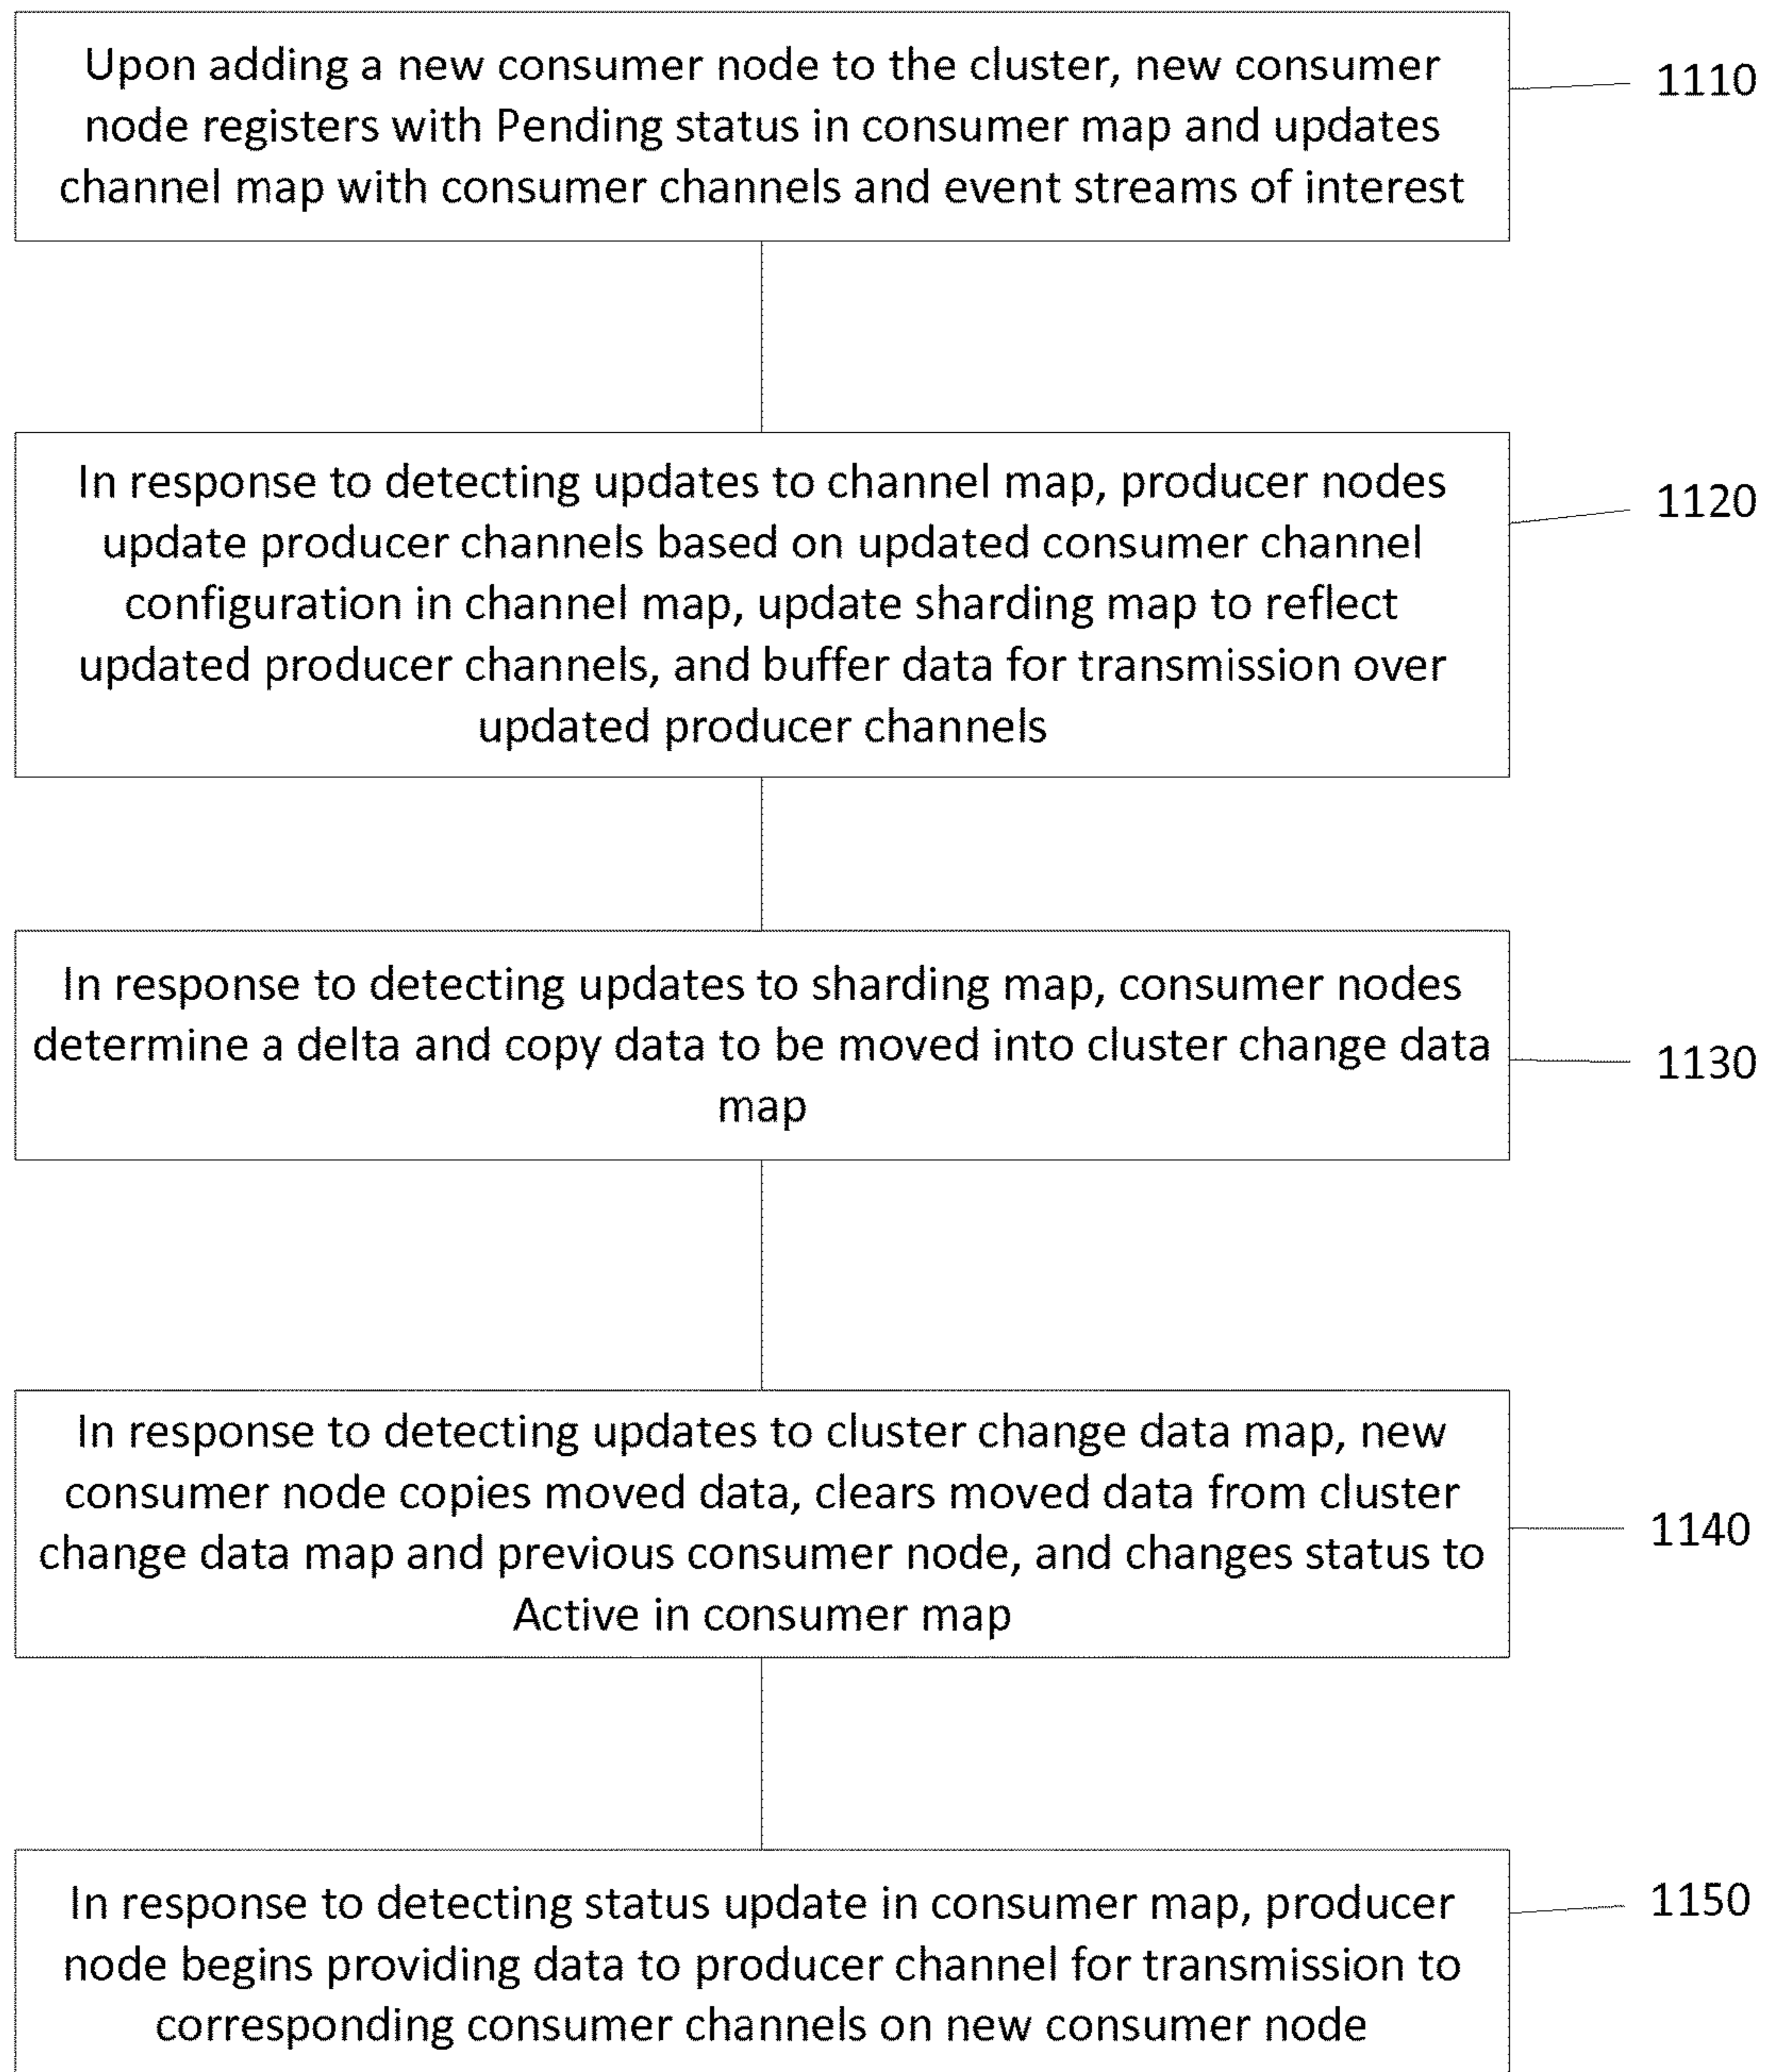 Upon adding a new consumer node to the cluster, new consumer
node registers with Pending status in consumer map and updates
channel map with consumer channels and event streams of interest
1110
In response to detecting updates to channel map, producer nodes
update producer channels based on updated consumer channel
configuration in channel map, update sharding map to reflect
updated producer channels, and buffer data for transmission over
updated producer channels
1120
In response to detecting updates to sharding map, consumer nodes
determine a delta and copy data to be moved into cluster change data
map
1130
In response to detecting updates to cluster change data map, new
consumer node copies moved data, clears moved data from cluster
change data map and previous consumer node, and changes status to
Active in consumer map
1140
In response to detecting status update in consumer map, producer
node begins providing data to producer channel for transmission to
corresponding consumer channels on new consumer node
1150